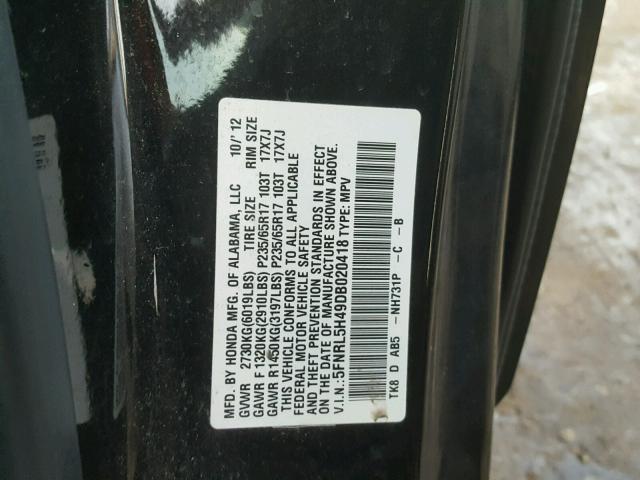 MFD. BY HONDA MFG. OF ALABAMA, LLC 10/12
GVWR 2730KG(6019LBS) TIRE SIZE RIM SIZE
GAWR F 1320KG(2910LBS) P235/65R17 103T 17X7J
GAWR R1450KG(3197LBS) P235/65R17 103T 17X7J
THIS VEHICLE CONFORMS TO ALL APPLICABLE
FEDERAL MOTOR VEHICLE SAFETY
AND THEFT PREVENTION STANDARDS IN EFFECT
ON THE DATE OF MANUFACTURE SHOWN ABOVE.
V.I.N.: 5FNRL5H49DB020418 TYPE: MPV
TK8 D AB5 -NH731P -C -B